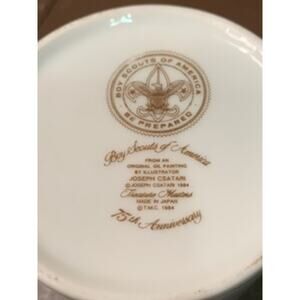 BOY SCOUTS OF AMERICA
BE PREPARED
Boy Scouts of America
FROM AN
ORIGINAL OIL PAINTING
BY ILLUSTRATOR
JOSEPH CSATARI
©JOSEPH CSATARI 1984
Treasure Masters
MADE IN JAPAN
©T.M.C. 1984
75th Anniversary